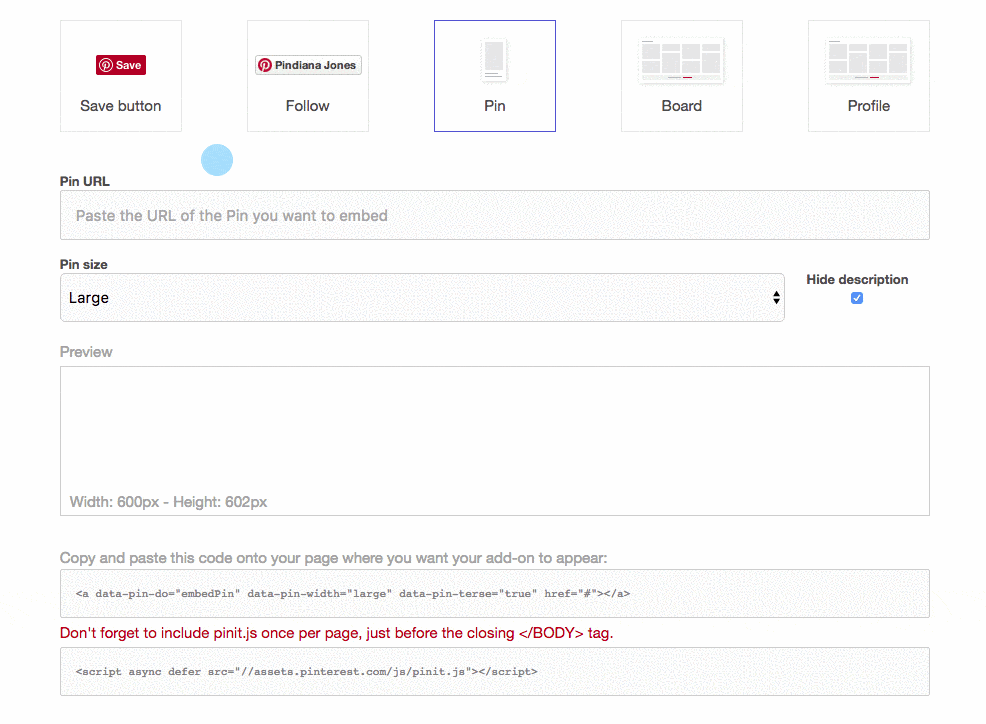 Save
Pindiana Jones
Save button
Follow
Pin
Board
Profile
Pin URL
Paste the URL of the Pin you want to embed
Pin size
Large
Hide description
Preview
Width: 600px - Height: 602px
Copy and paste this code onto your page where you want your add-on to appear:
<a data-pin-do="embedPin" data-pin-width="large" data-pin-terse="true" href="#"></a>
Don't forget to include pinit.js once per page, just before the closing </BODY> tag.
<script async defer src="//assets.pinterest.com/js/pinit.js"></script>